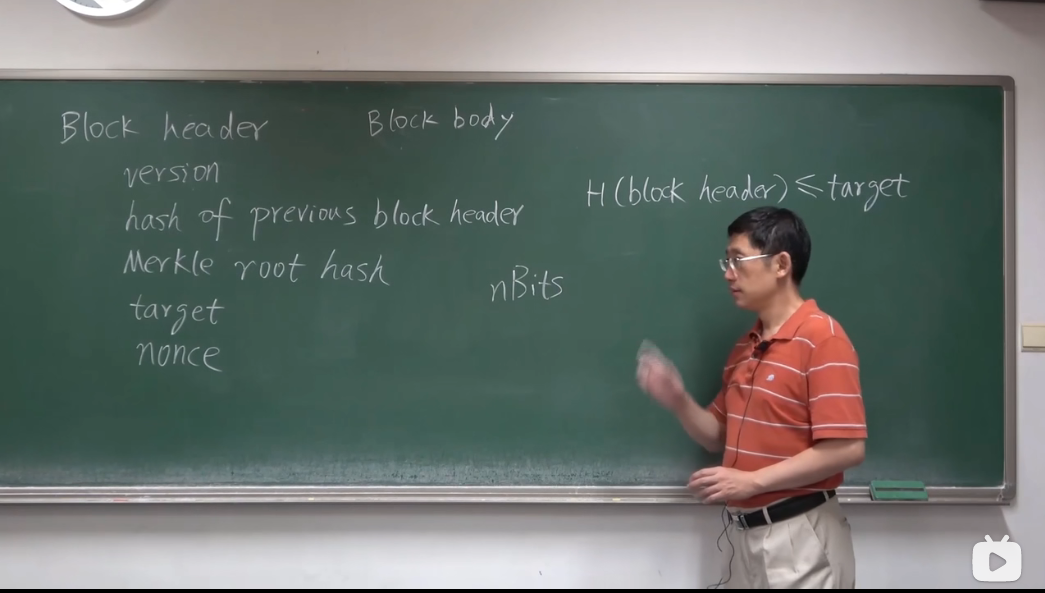 Block header
Block body
version
hash of previous block header
H(block header) ≤ target
Merkle root hash
nBits
target
nonce